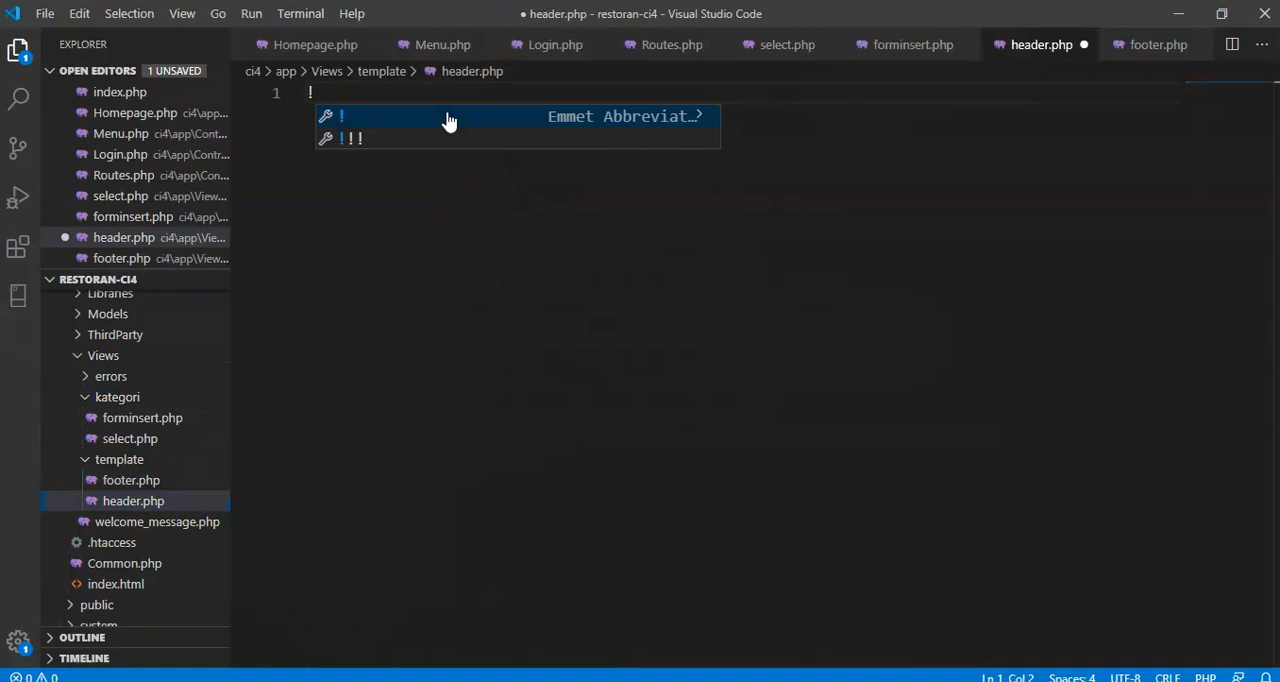 File Edit Selection View Go Run Terminal Help ● header.php - restoran-ci4 - Visual Studio Code
EXPLORER
Homepage.php Menu.php Login.php Routes.php select.php forminsert.php header.php ● footer.php
OPEN EDITORS 1 UNSAVED
ci4 > app > Views > template > header.php
index.php
Homepage.php ci4\app...
Menu.php ci4\app\Cont...
Login.php ci4\app\Contr...
Routes.php ci4\app\Con...
select.php ci4\app\View...
forminsert.php ci4\app\...
● header.php ci4\app\Vie...
footer.php ci4\app\View...
RESTORAN-CI4
> Libraries
> Models
> ThirdParty
Views
> errors
kategori
forminsert.php
select.php
template
footer.php
header.php
welcome_message.php
.htaccess
Common.php
<> index.html
> public
> system
> OUTLINE
> TIMELINE
1 !
! Emmet Abbreviat…>
!!!
0 0 Ln 1, Col 2 Spaces: 4 UTF-8 CRLF PHP